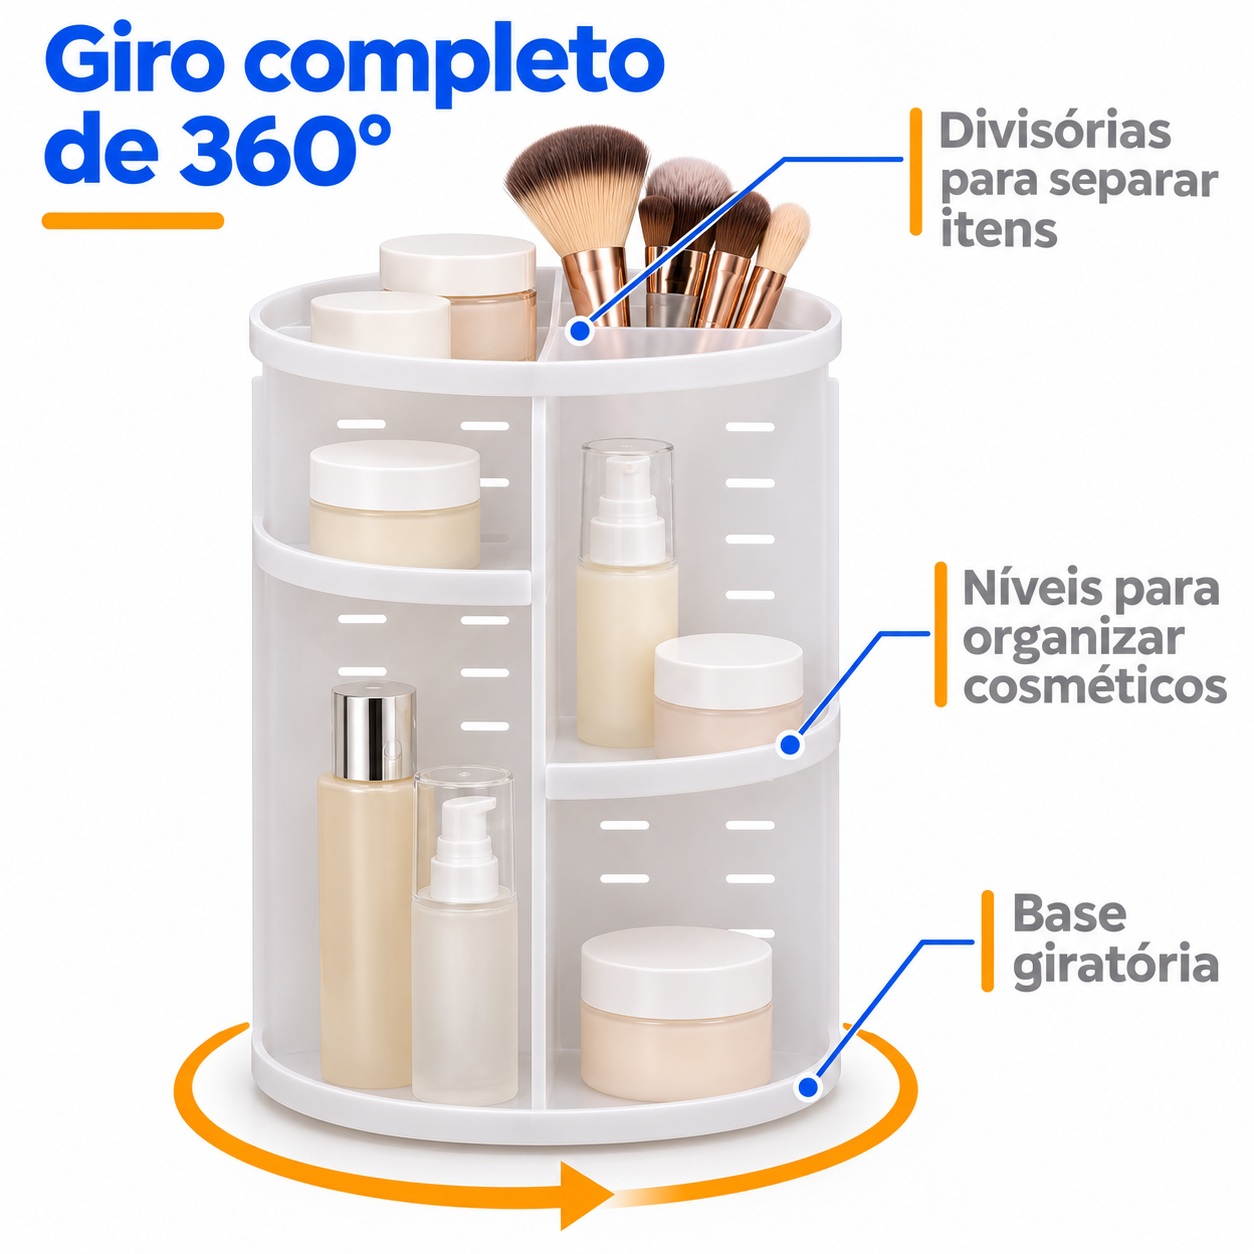 Giro completo
de 360°
Divisórias
para separar
itens
Níveis para
organizar
cosméticos
Base
giratória